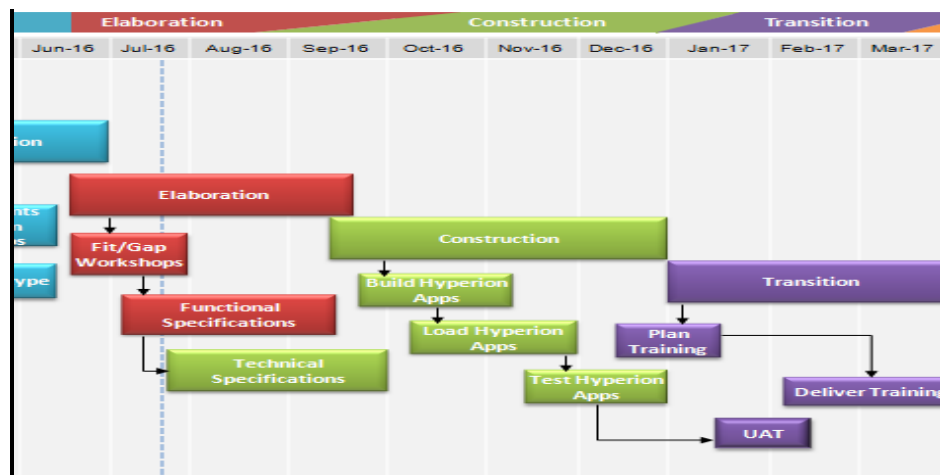 Elaboration Construction Transition
Jun-16 Jul-16 Aug-16 Sep-16 Oct-16 Nov-16 Dec-16 Jan-17 Feb-17 Mar-17
ion
Elaboration
nts
n
ps
Fit/Gap
Workshops
Construction
ype
Build Hyperion
Apps
Transition
Functional
Specifications
Load Hyperion
Apps
Plan
Training
Technical
Specifications
Test Hyperion
Apps
Deliver Training
UAT